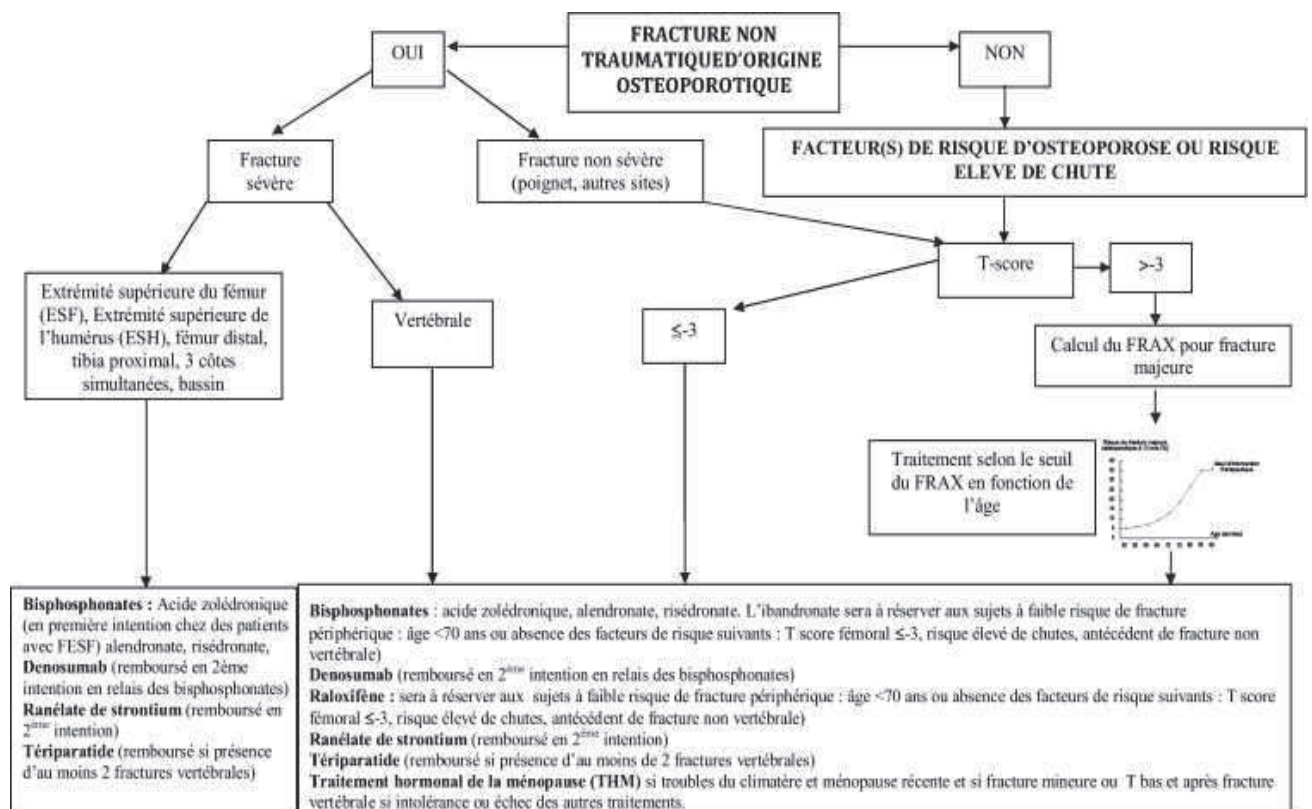 FRACTURE NON
TRAUMATIQUED'ORIGINE
OSTEOPOROTIQUE
OUI
NON
Fracture
sévère
Fracture non sévère
(poignet, autres sites)
FACTEUR(S) DE RISQUE D'OSTEOPOROSE OU RISQUE
ELEVE DE CHUTE
T-score
>-3
≤-3
Extrémité supérieure du fémur
(ESF), Extrémité supérieure de
l'humérus (ESH), fémur distal,
tibia proximal, 3 côtes
simultanées, bassin
Vertébrale
Calcul du FRAX pour fracture
majeure
Traitement selon le seuil
du FRAX en fonction de
l'âge
Bisphosphonates : Acide zolédronique
(en première intention chez des patients
avec FESF) alendronate, risédronate,
Denosumab (remboursé en 2ème
intention en relais des bisphosphonates)
Ranélate de strontium (remboursé en
2ème intention)
Tériparatide (remboursé si présence
d'au moins 2 fractures vertébrales)
Bisphosphonates : acide zolédronique, alendronate, risédronate. L'ibandronate sera à réserver aux sujets à faible risque de fracture
périphérique : âge <70 ans ou absence des facteurs de risque suivants : T score fémoral ≤-3, risque élevé de chutes, antécédent de fracture non
vertébrale)
Denosumab (remboursé en 2ème intention en relais des bisphosphonates)
Raloxifène : sera à réserver aux sujets à faible risque de fracture périphérique : âge <70 ans ou absence des facteurs de risque suivants : T score
fémoral ≤-3, risque élevé de chutes, antécédent de fracture non vertébrale)
Ranélate de strontium (remboursé en 2ème intention)
Tériparatide (remboursé si présence d'au moins de 2 fractures vertébrales)
Traitement hormonal de la ménopause (THM) si troubles du climatère et ménopause récente et si fracture mineure ou T bas et après fracture
vertébrale si intolérance ou échec des autres traitements.